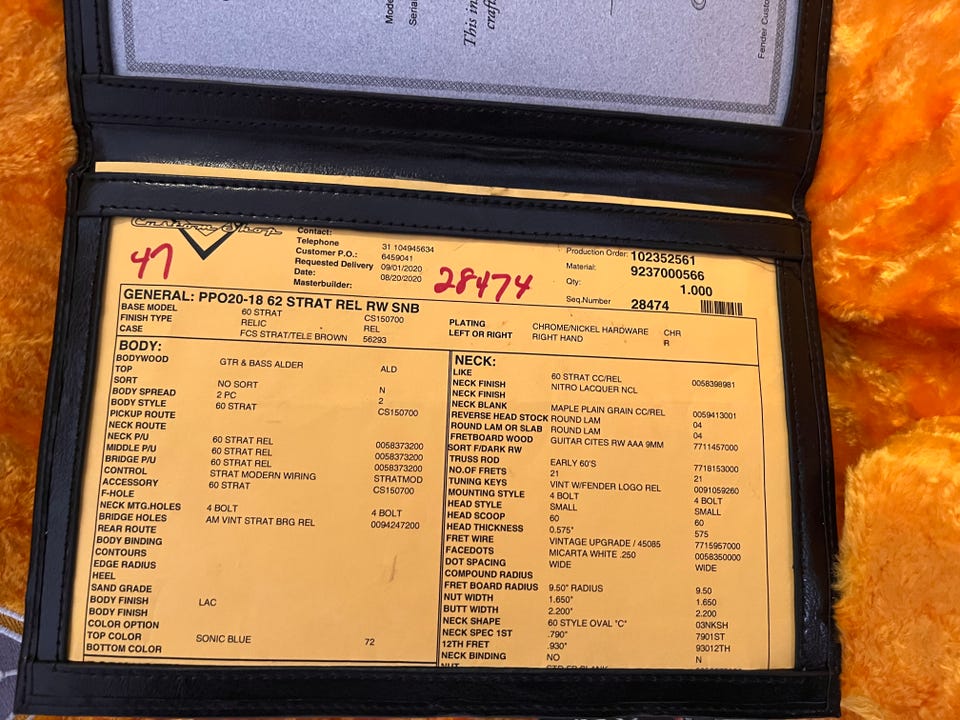 Mode
Seria
This in
craft
Fender Custo
Custom Shop
47
28474
Contact:
Telephone 31 104945634
Customer P.O.: 6459041
Requested Delivery 09/01/2020
Date: 08/20/2020
Masterbuilder:
Production Order: 102352561
Material: 9237000566
Qty: 1.000
Seq.Number 28474
GENERAL: PPO20-18 62 STRAT REL RW SNB
BASE MODEL 60 STRAT CS150700
FINISH TYPE RELIC REL
CASE FCS STRAT/TELE BROWN 56293
PLATING CHROME/NICKEL HARDWARE CHR
LEFT OR RIGHT RIGHT HAND R
BODY:
BODYWOOD GTR & BASS ALDER ALD
TOP
SORT NO SORT N
BODY SPREAD 2 PC 2
BODY STYLE 60 STRAT CS150700
PICKUP ROUTE
NECK ROUTE
NECK P/U 60 STRAT REL 0058373200
MIDDLE P/U 60 STRAT REL 0058373200
BRIDGE P/U 60 STRAT REL 0058373200
CONTROL STRAT MODERN WIRING STRATMOD
ACCESSORY 60 STRAT CS150700
F-HOLE
NECK MTG.HOLES 4 BOLT 4 BOLT
BRIDGE HOLES AM VINT STRAT BRG REL 0094247200
REAR ROUTE
BODY BINDING
CONTOURS
EDGE RADIUS
HEEL
SAND GRADE
BODY FINISH LAC
BODY FINISH
COLOR OPTION
TOP COLOR SONIC BLUE 72
BOTTOM COLOR
NECK:
LIKE 60 STRAT CC/REL 0058398981
NECK FINISH NITRO LACQUER NCL
NECK FINISH
NECK BLANK MAPLE PLAIN GRAIN CC/REL 0059413001
REVERSE HEAD STOCK ROUND LAM 04
ROUND LAM OR SLAB ROUND LAM 04
FRETBOARD WOOD GUITAR CITES RW AAA 9MM 7711457000
SORT F/DARK RW
TRUSS ROD EARLY 60'S 7718153000
NO.OF FRETS 21 21
TUNING KEYS VINT W/FENDER LOGO REL 0091059260
MOUNTING STYLE 4 BOLT 4 BOLT
HEAD STYLE SMALL SMALL
HEAD SCOOP 60 60
HEAD THICKNESS 0.575" 575
FRET WIRE VINTAGE UPGRADE / 45085 7715957000
FACEDOTS MICARTA WHITE .250 0058350000
DOT SPACING WIDE WIDE
COMPOUND RADIUS
FRET BOARD RADIUS 9.50" RADIUS 9.50
NUT WIDTH 1.650" 1.650
BUTT WIDTH 2.200" 2.200
NECK SHAPE 60 STYLE OVAL "C" 03NKSH
NECK SPEC 1ST .790" 7901ST
12TH FRET .930" 93012TH
NECK BINDING NO N
NUT